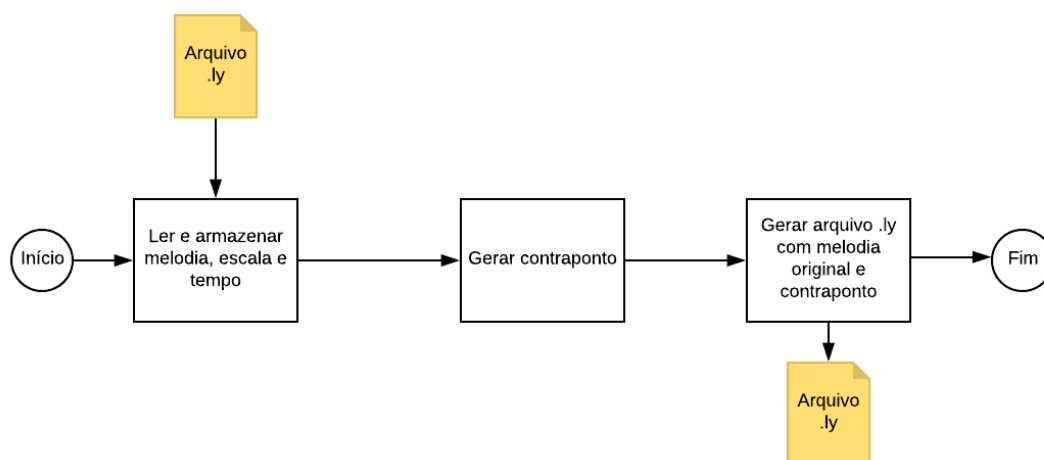 Arquivo
.ly
Início
Ler e armazenar
melodia, escala e
tempo
Gerar contraponto
Gerar arquivo .ly
com melodia
original e
contraponto
Fim
Arquivo
.ly